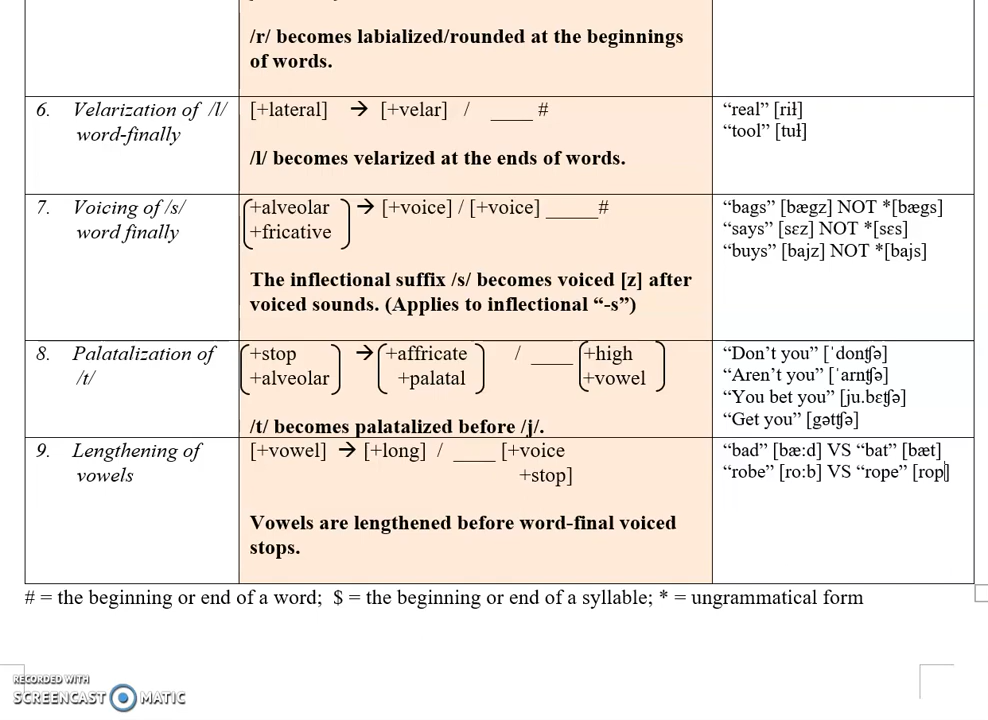 /r/ becomes labialized/rounded at the beginnings
of words.
6. Velarization of /l/
word-finally
[+lateral] → [+velar] / ____ #
/l/ becomes velarized at the ends of words.
“real” [riɫ]
“tool” [tuɫ]
7. Voicing of /s/
word finally
+alveolar → [+voice] / [+voice] _____#
+fricative
The inflectional suffix /s/ becomes voiced [z] after
voiced sounds. (Applies to inflectional “-s”)
“bags” [bægz] NOT *[bægs]
“says” [sɛz] NOT *[sɛs]
“buys” [bajz] NOT *[bajs]
8. Palatalization of
/t/
+stop → +affricate / ____ +high
+alveolar +palatal +vowel
/t/ becomes palatalized before /j/.
“Don’t you” [ˈdonʧə]
“Aren’t you” [ˈarnʧə]
“You bet you” [ju.bɛʧə]
“Get you” [gətʧə]
9. Lengthening of
vowels
[+vowel] → [+long] / ____ [+voice
+stop]
Vowels are lengthened before word-final voiced
stops.
“bad” [bæ:d] VS “bat” [bæt]
“robe” [ro:b] VS “rope” [rop]
# = the beginning or end of a word; $ = the beginning or end of a syllable; * = ungrammatical form
RECORDED WITH
SCREENCAST MATIC